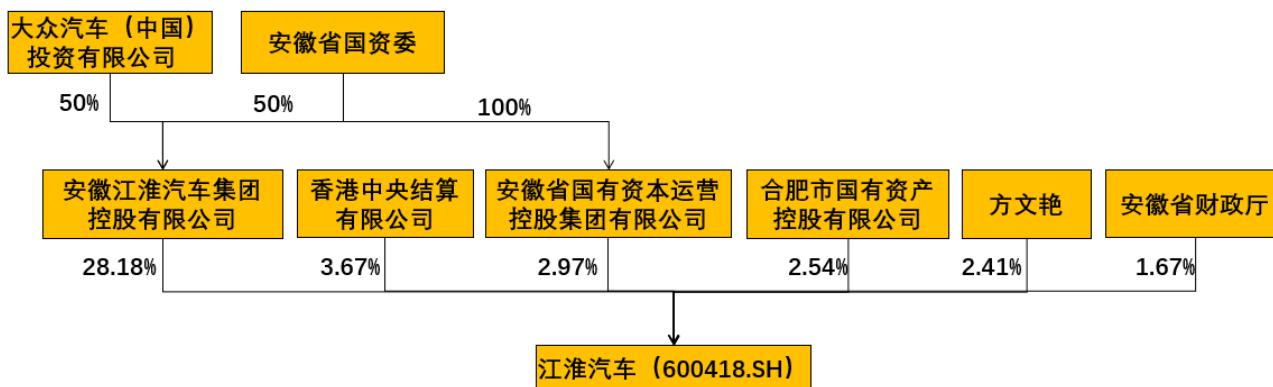 大众汽车（中国）
投资有限公司
安徽省国资委
50%
50%
100%
安徽江淮汽车集团
控股有限公司
香港中央结算
有限公司
安徽省国有资本运营
控股集团有限公司
合肥市国有资产
控股有限公司
方文艳
安徽省财政厅
28.18%
3.67%
2.97%
2.54%
2.41%
1.67%
江淮汽车（600418.SH）